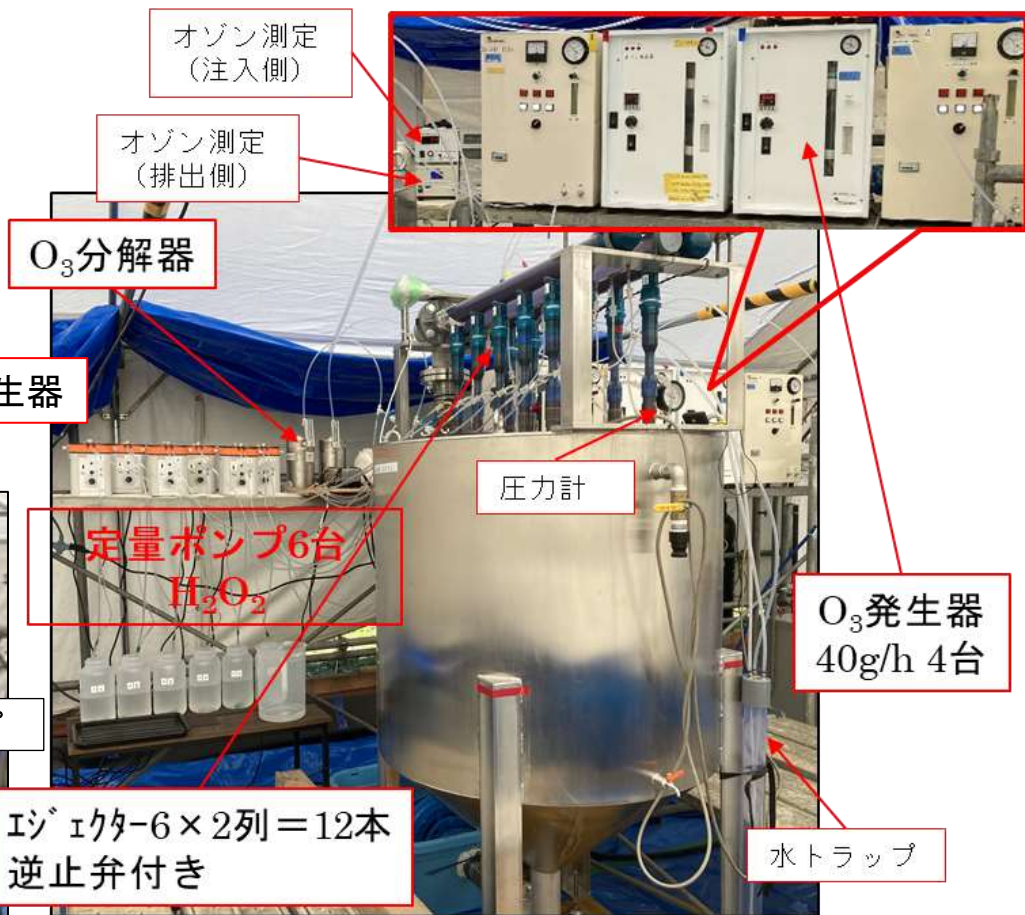 オゾン測定
(注入側)
オゾン測定
(排出側)
O₃分解器
生器
圧力計
定量ポンプ6台
H₂O₂
O₃発生器
40g/h 4台
プ
エジェクター6×2列=12本
逆止弁付き
水トラップ